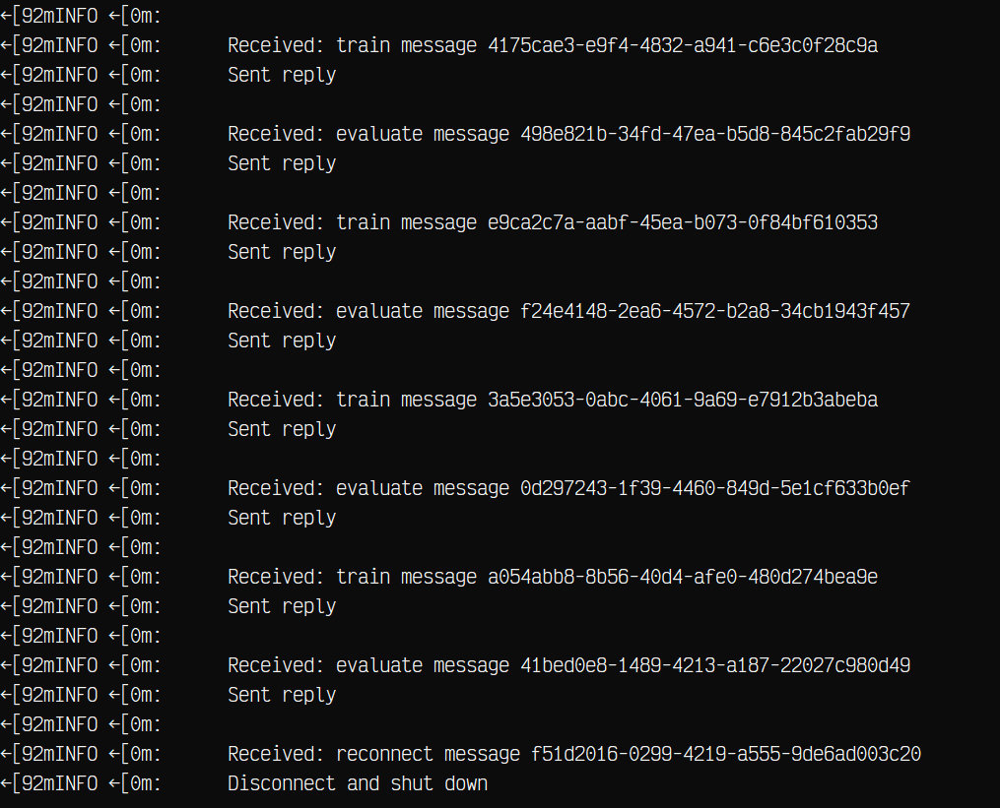 ←[92mINFO ←[0m:
←[92mINFO ←[0m:      Received: train message 4175cae3-e9f4-4832-a941-c6e3c0f28c9a
←[92mINFO ←[0m:      Sent reply
←[92mINFO ←[0m:
←[92mINFO ←[0m:      Received: evaluate message 498e821b-34fd-47ea-b5d8-845c2fab29f9
←[92mINFO ←[0m:      Sent reply
←[92mINFO ←[0m:
←[92mINFO ←[0m:      Received: train message e9ca2c7a-aabf-45ea-b073-0f84bf610353
←[92mINFO ←[0m:      Sent reply
←[92mINFO ←[0m:
←[92mINFO ←[0m:      Received: evaluate message f24e4148-2ea6-4572-b2a8-34cb1943f457
←[92mINFO ←[0m:      Sent reply
←[92mINFO ←[0m:
←[92mINFO ←[0m:      Received: train message 3a5e3053-0abc-4061-9a69-e7912b3abeba
←[92mINFO ←[0m:      Sent reply
←[92mINFO ←[0m:
←[92mINFO ←[0m:      Received: evaluate message 0d297243-1f39-4460-849d-5e1cf633b0ef
←[92mINFO ←[0m:      Sent reply
←[92mINFO ←[0m:
←[92mINFO ←[0m:      Received: train message a054abb8-8b56-40d4-afe0-480d274bea9e
←[92mINFO ←[0m:      Sent reply
←[92mINFO ←[0m:
←[92mINFO ←[0m:      Received: evaluate message 41bed0e8-1489-4213-a187-22027c980d49
←[92mINFO ←[0m:      Sent reply
←[92mINFO ←[0m:
←[92mINFO ←[0m:      Received: reconnect message f51d2016-0299-4219-a555-9de6ad003c20
←[92mINFO ←[0m:      Disconnect and shut down